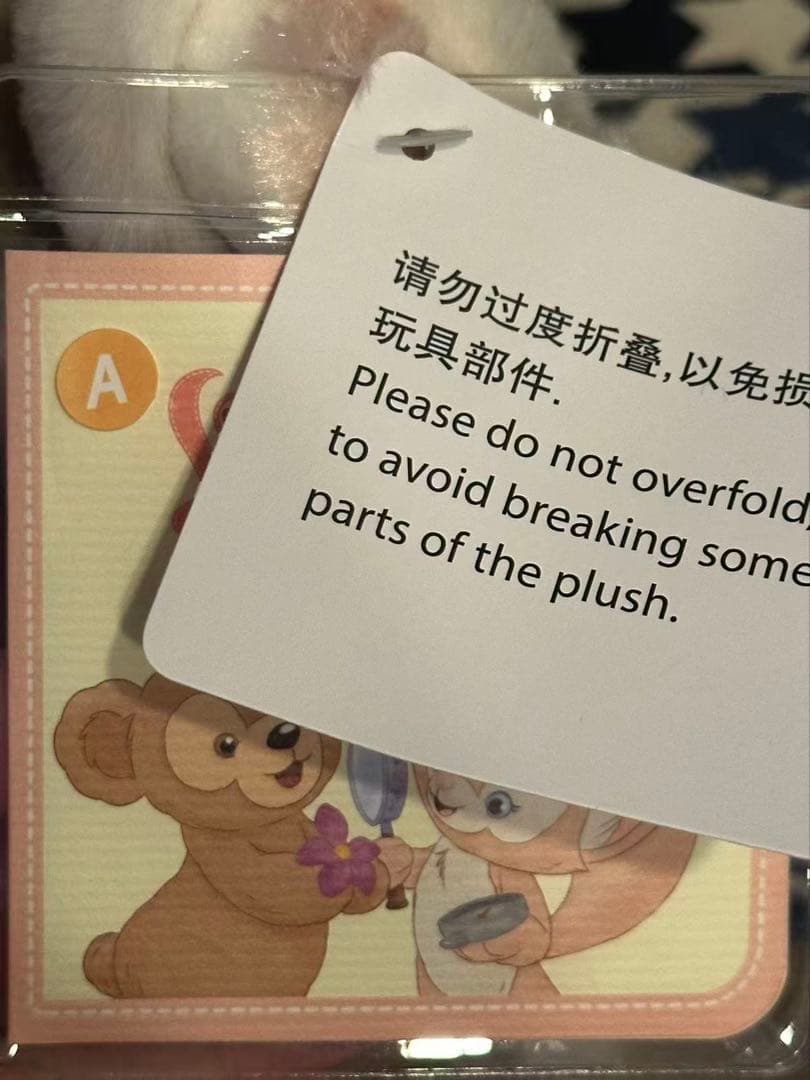 A
请勿过度折叠,以免损
玩具部件.
Please do not overfold,
to avoid breaking some
parts of the plush.